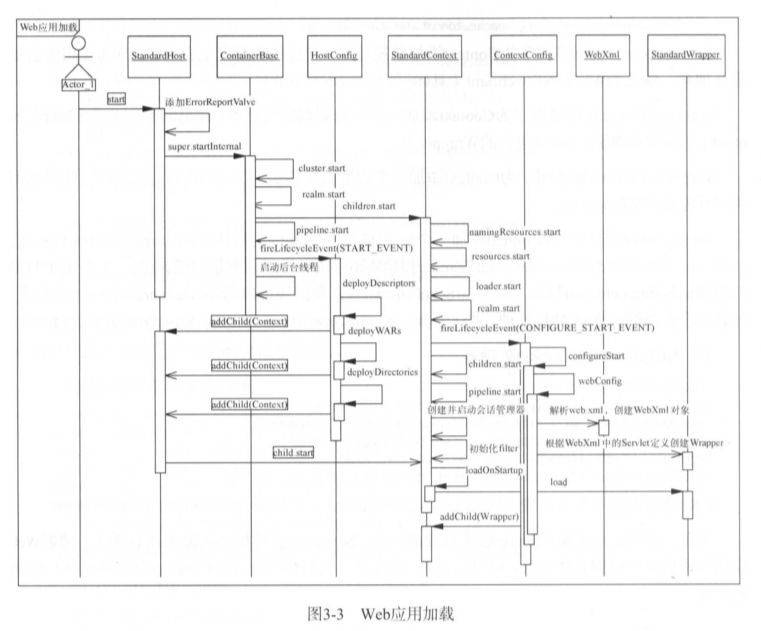 Web应用加载
StandardHost
ContainerBase
HostConfig
StandardContext
ContextConfig
WebXml
StandardWrapper
Actor_1
start
添加ErrorReportValve
super.startInternal
cluster.start
realm.start
children.start
pipeline.start
namingResources.start
fireLifecycleEvent(START_EVENT)
resources.start
启动后台线程
deployDescriptors
loader.start
realm.start
addChild(Context)
deployWARs
fireLifecycleEvent(CONFIGURE_START_EVENT)
configureStart
addChild(Context)
deployDirectories
children.start
webConfig
pipeline.start
addChild(Context)
创建并启动会话管理器
解析web.xml，创建WebXml 对象
初始化filter
根据WebXml中的Servlet定义创建Wrapper
child.start
loadOnStartup
load
addChild(Wrapper)
图3-3 Web应用加载